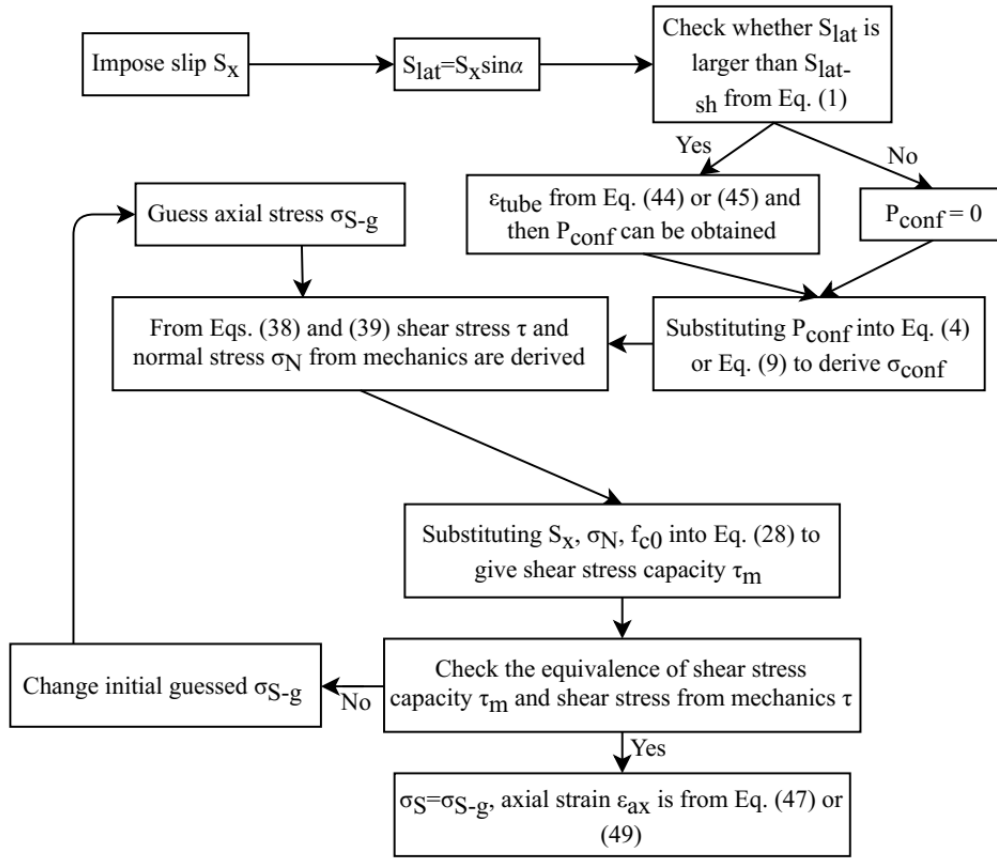 Impose slip Sx
Slat=Sxsinα
Check whether Slat is
larger than Slat-
sh from Eq. (1)
Yes
No
εtube from Eq. (44) or (45) and
then Pconf can be obtained
Pconf = 0
Guess axial stress σS-g
From Eqs. (38) and (39) shear stress τ and
normal stress σN from mechanics are derived
Substituting Pconf into Eq. (4)
or Eq. (9) to derive σconf
Substituting Sx, σN, fc0 into Eq. (28) to
give shear stress capacity τm
Check the equivalence of shear stress
capacity τm and shear stress from mechanics τ
No
Change initial guessed σS-g
Yes
σS=σS-g, axial strain εax is from Eq. (47) or
(49)